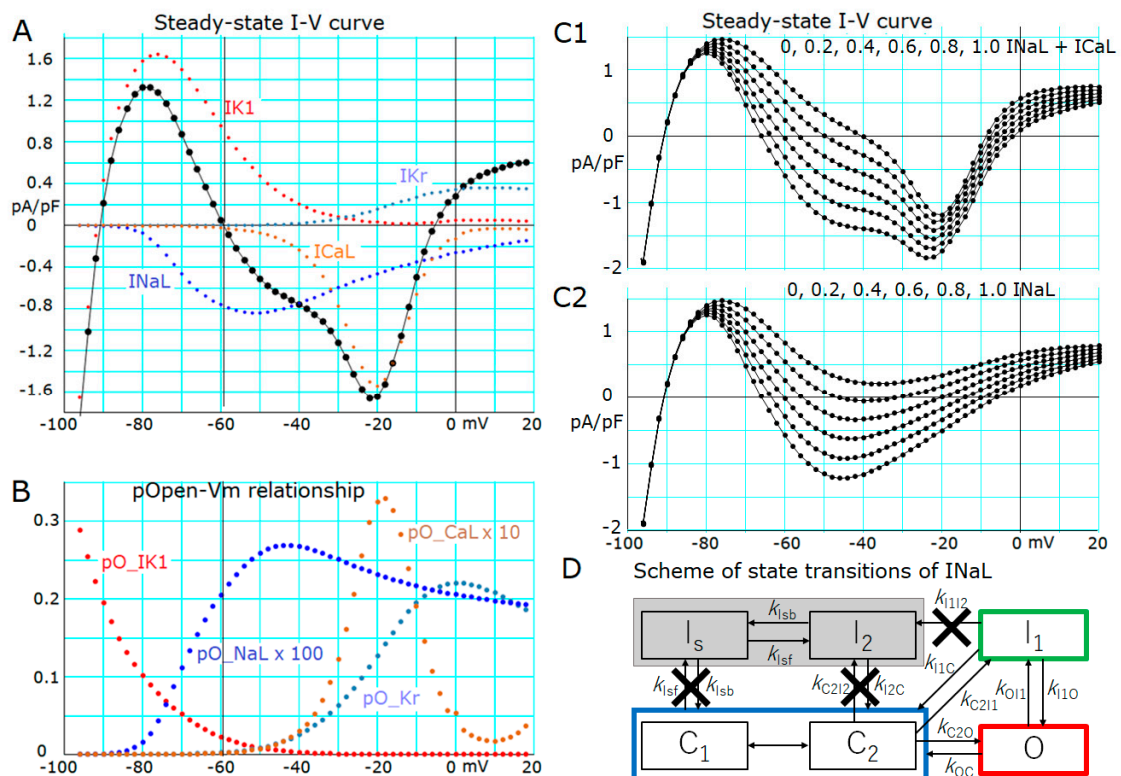 A
Steady-state I-V curve
1.6
1.2
0.8
0.4
pA/pF
0
-0.4
-0.8
-1.2
-1.6
IK1
IKr
ICaL
INaL
-100 -80 -60 -40 -20 0 mV 20
B
pOpen-Vm relationship
0.3
0.2
0.1
0
pO_IK1
pO_CaL x 10
pO_NaL x 100
pO_Kr
-100 -80 -60 -40 -20 0 mV 20
C1
Steady-state I-V curve
0, 0.2, 0.4, 0.6, 0.8, 1.0 INaL + ICaL
1
0
pA/pF
-1
-2
C2
0, 0.2, 0.4, 0.6, 0.8, 1.0 INaL
1
0
pA/pF
-1
-2
-100 -80 -60 -40 -20 0 mV 20
D
Scheme of state transitions of INaL
Is
kIsb
kIsf
I2
kI1I2
I1
kIsf
kIsb
kC2I2
kI2C
kI1C
kC2I1
kOI1
kI1O
C1
C2
kC2O
kOC
O